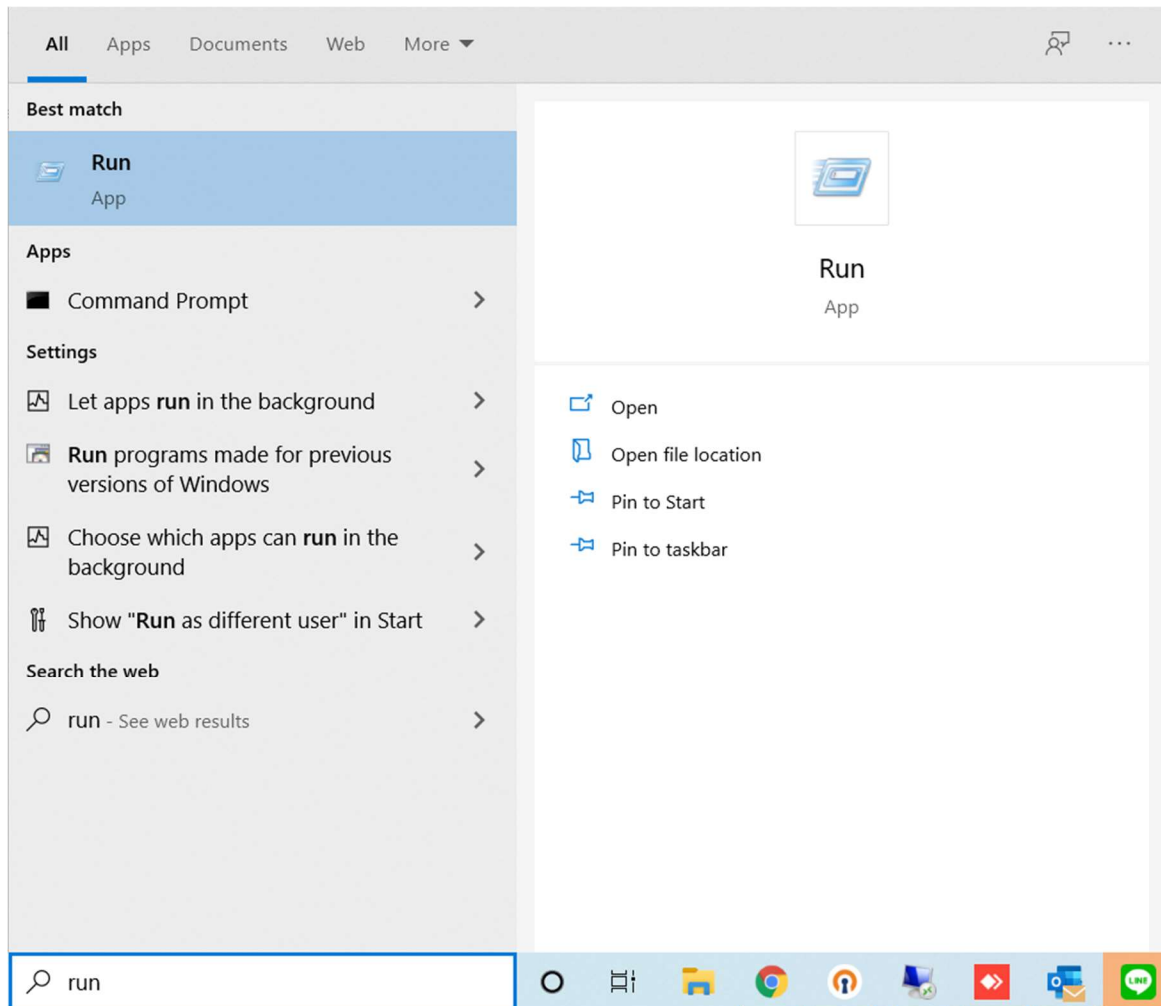 All Apps Documents Web More
Best match
Run
App
Apps
Command Prompt
Settings
Let apps run in the background
Run programs made for previous
versions of Windows
Choose which apps can run in the
background
Show "Run as different user" in Start
Search the web
run - See web results
Run
App
Open
Open file location
Pin to Start
Pin to taskbar
run
LINE